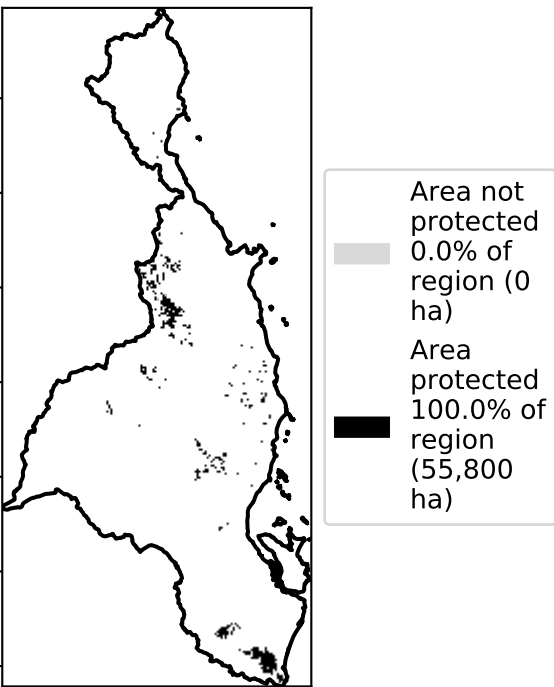 Area not
protected
0.0% of
region (0
ha)
Area
protected
100.0% of
region
(55,800
ha)